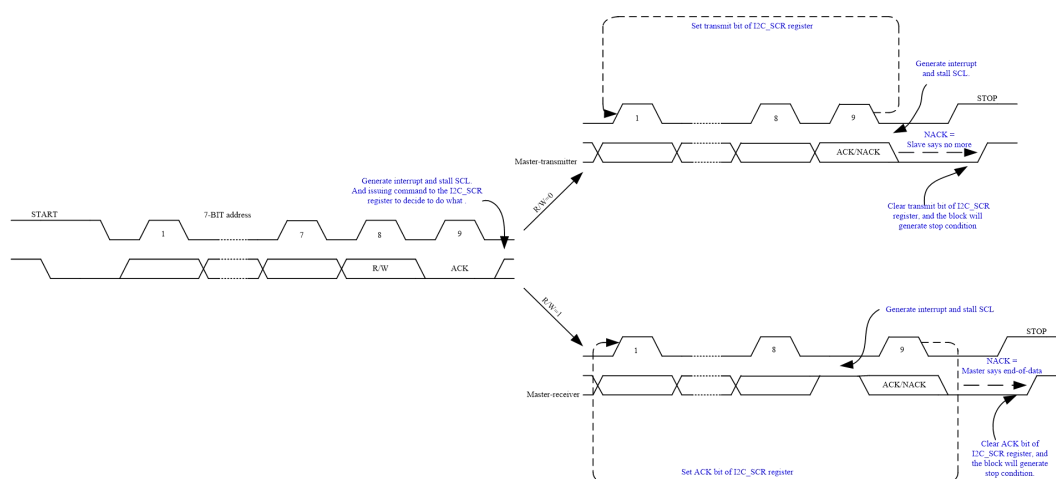 Set transmit bit of I2C_SCR register
Generate interrupt
and stall SCL.
STOP
1
8
9
NACK =
Slave says no more
Master-transmitter
ACK/NACK
Clear transmit bit of I2C_SCR
register, and the block will
generate stop condition
Generate interrupt and stall SCL.
And issuing command to the I2C_SCR
register to decide to do what .
R/W=0
START
7-BIT address
1
7
8
9
R/W
ACK
R/W=1
Generate interrupt and stall SCL
STOP
1
8
9
NACK =
Master says end-of-data
Master-receiver
ACK/NACK
Clear ACK bit of
I2C_SCR register, and
the block will generate
stop condition.
Set ACK bit of I2C_SCR register